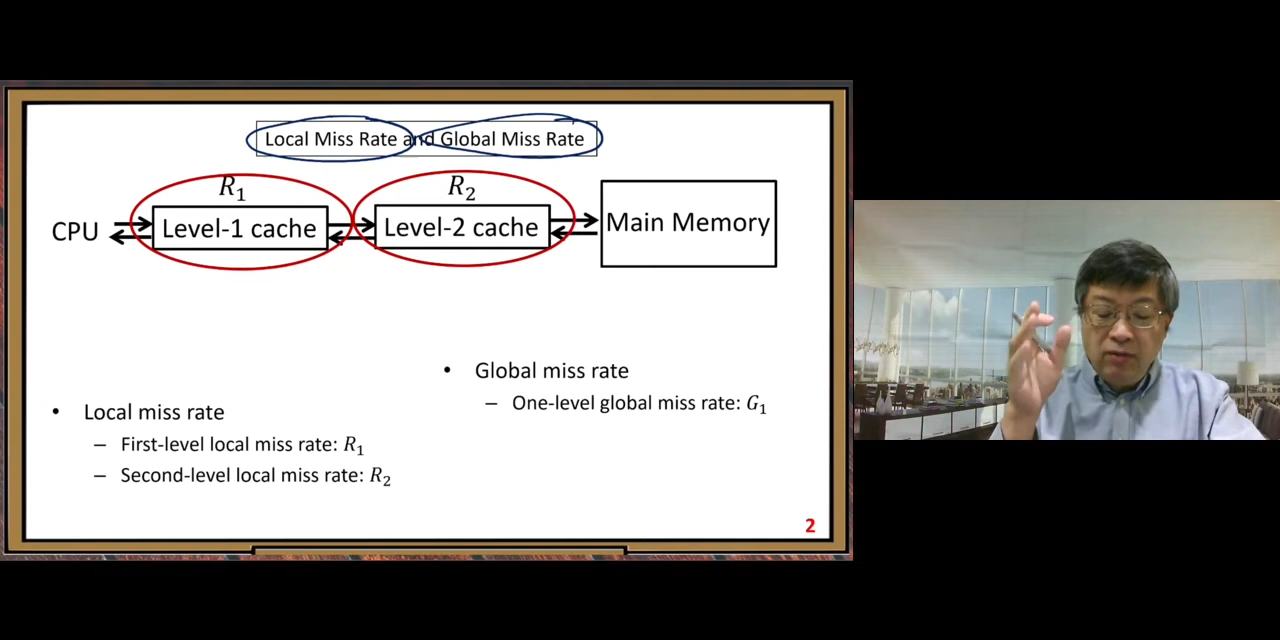 Local Miss Rate and Global Miss Rate
R₁ R₂
CPU Level-1 cache Level-2 cache Main Memory
• Global miss rate
– One-level global miss rate: G₁
• Local miss rate
– First-level local miss rate: R₁
– Second-level local miss rate: R₂
2